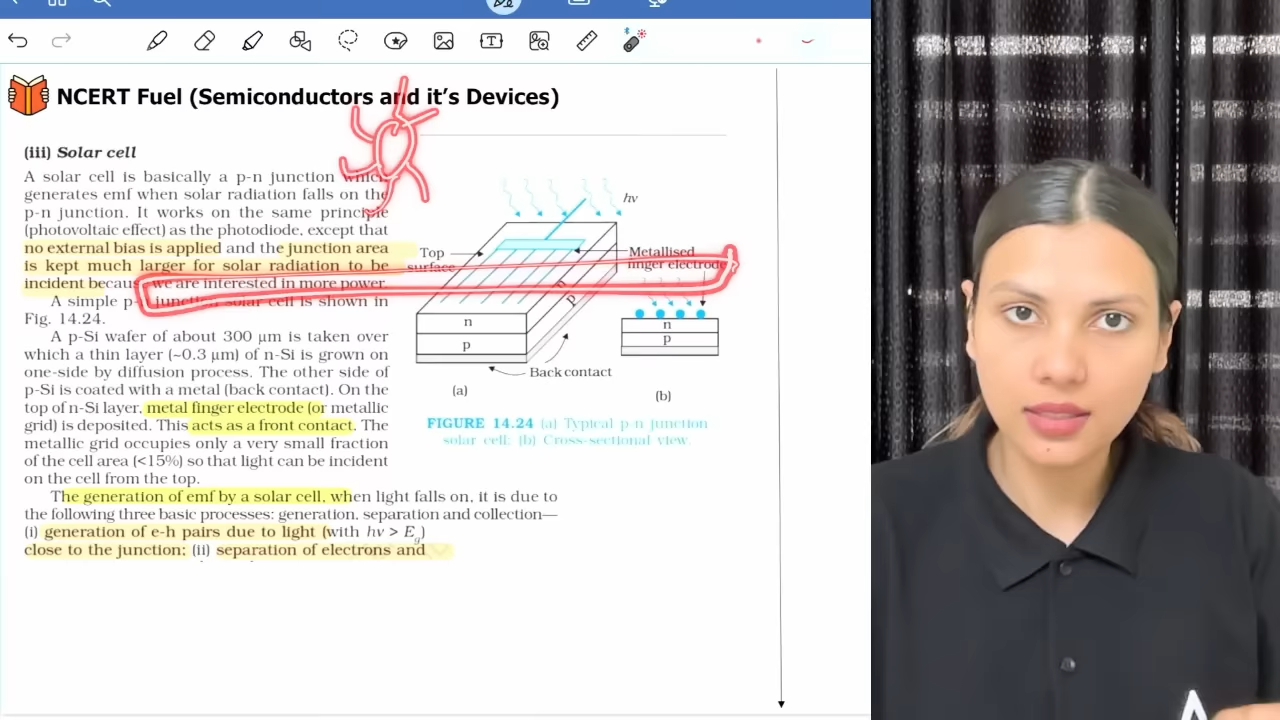 NCERT Fuel (Semiconductors and it's Devices)
(iii) Solar cell
A solar cell is basically a p-n junction which
generates emf when solar radiation falls on the
p-n junction. It works on the same principle
(photovoltaic effect) as the photodiode, except that
no external bias is applied and the junction area
is kept much larger for solar radiation to be
incident because we are interested in more power.
A simple p-n junction solar cell is shown in
Fig. 14.24.
A p-Si wafer of about 300 μm is taken over
which a thin layer (~0.3 μm) of n-Si is grown on
one-side by diffusion process. The other side of
p-Si is coated with a metal (back contact). On the
top of n-Si layer, metal finger electrode (or metallic
grid) is deposited. This acts as a front contact. The
metallic grid occupies only a very small fraction
of the cell area (<15%) so that light can be incident
on the cell from the top.
The generation of emf by a solar cell, when light falls on, it is due to
the following three basic processes: generation, separation and collection—
(i) generation of e-h pairs due to light (with hν > Eg)
close to the junction; (ii) separation of electrons and
hν
Top
surface
Metallised
finger electrode
n
p
n
p
n
p
Back contact
(a)
(b)
FIGURE 14.24 (a) Typical p-n junction
solar cell; (b) Cross-sectional view.